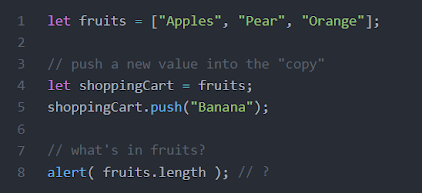 1 let fruits = ["Apples", "Pear", "Orange"];
2
3 // push a new value into the "copy"
4 let shoppingCart = fruits;
5 shoppingCart.push("Banana");
6
7 // what's in fruits?
8 alert( fruits.length ); // ?